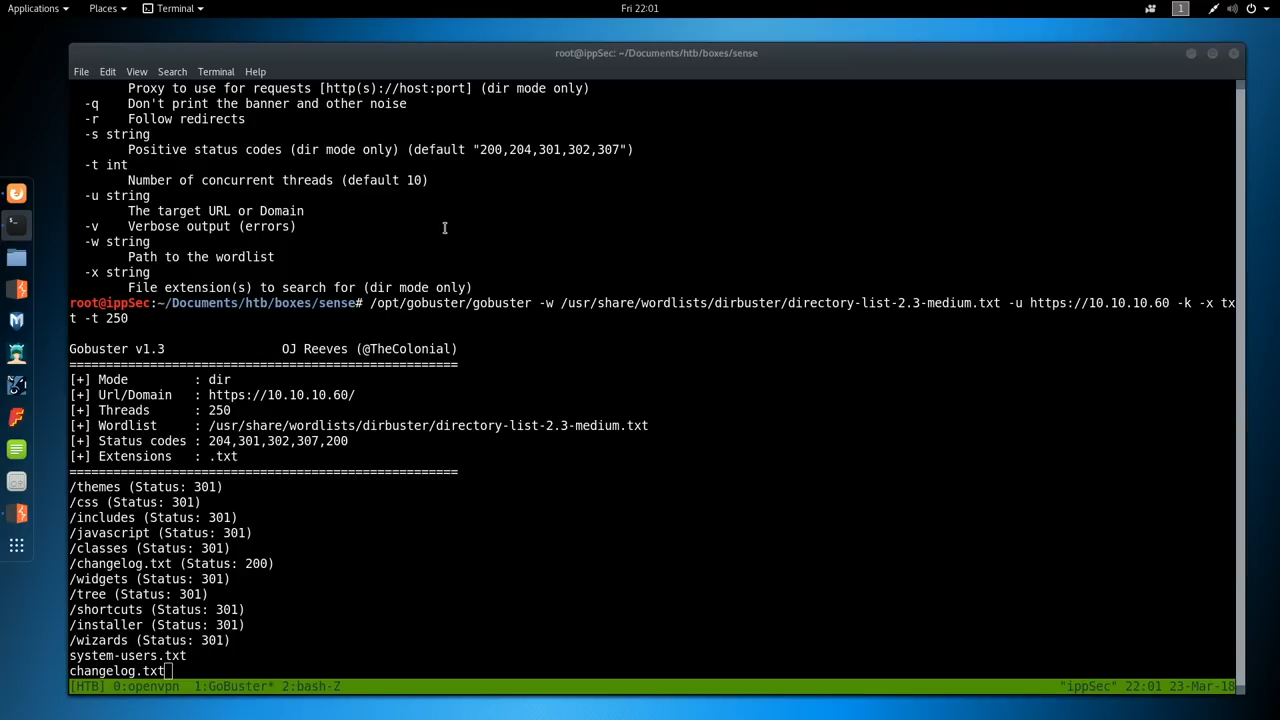 Applications Places Terminal Fri 22:01 1
root@ippSec: ~/Documents/htb/boxes/sense
File Edit View Search Terminal Help
Proxy to use for requests [http(s)://host:port] (dir mode only)
-q Don't print the banner and other noise
-r Follow redirects
-s string
Positive status codes (dir mode only) (default "200,204,301,302,307")
-t int
Number of concurrent threads (default 10)
-u string
The target URL or Domain
-v Verbose output (errors)
-w string
Path to the wordlist
-x string
File extension(s) to search for (dir mode only)
root@ippSec:~/Documents/htb/boxes/sense# /opt/gobuster/gobuster -w /usr/share/wordlists/dirbuster/directory-list-2.3-medium.txt -u https://10.10.10.60 -k -x tx
t -t 250
Gobuster v1.3 OJ Reeves (@TheColonial)
=====================================================
[+] Mode : dir
[+] Url/Domain : https://10.10.10.60/
[+] Threads : 250
[+] Wordlist : /usr/share/wordlists/dirbuster/directory-list-2.3-medium.txt
[+] Status codes : 204,301,302,307,200
[+] Extensions : .txt
=====================================================
/themes (Status: 301)
/css (Status: 301)
/includes (Status: 301)
/javascript (Status: 301)
/classes (Status: 301)
/changelog.txt (Status: 200)
/widgets (Status: 301)
/tree (Status: 301)
/shortcuts (Status: 301)
/installer (Status: 301)
/wizards (Status: 301)
system-users.txt
changelog.txt
[HTB] 0:openvpn 1:GoBuster* 2:bash-Z "ippSec" 22:01 23-Mar-18